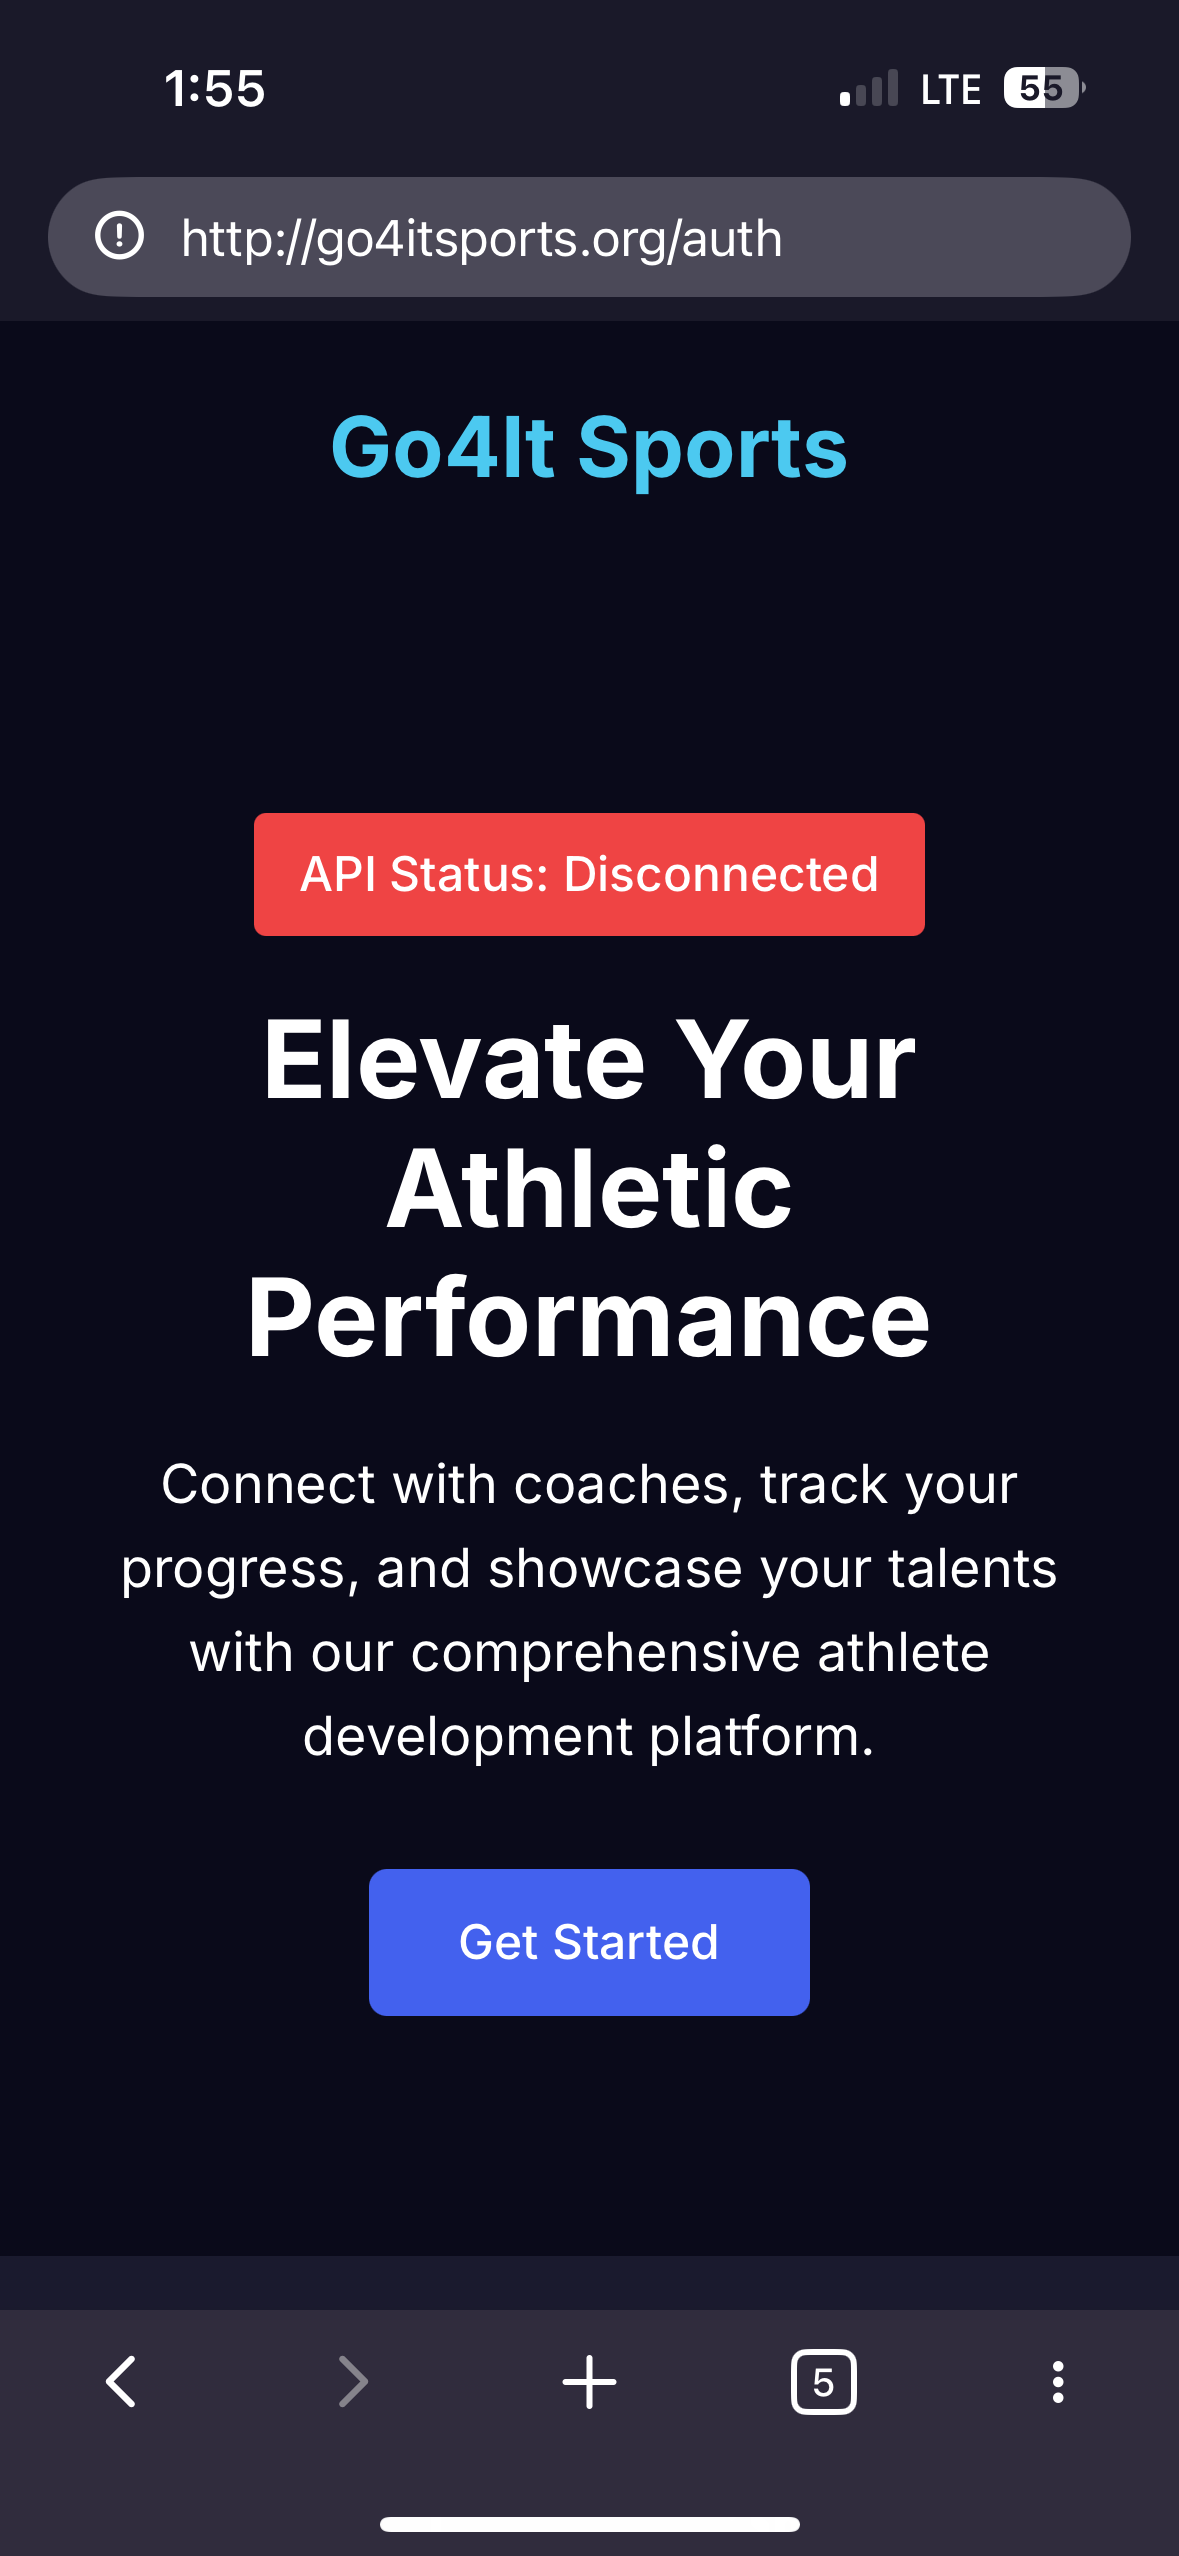 1:55
LTE 55
http://go4itsports.org/auth
Go4It Sports
API Status: Disconnected
Elevate Your
Athletic
Performance
Connect with coaches, track your
progress, and showcase your talents
with our comprehensive athlete
development platform.
Get Started
5